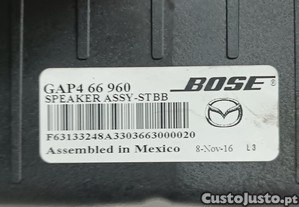 GAP4 66 960
BOSE®
SPEAKER ASSY-STBB
F63133248A3303663000020
Assembled in Mexico
8-Nov-16
L3
CustoJusto.pt